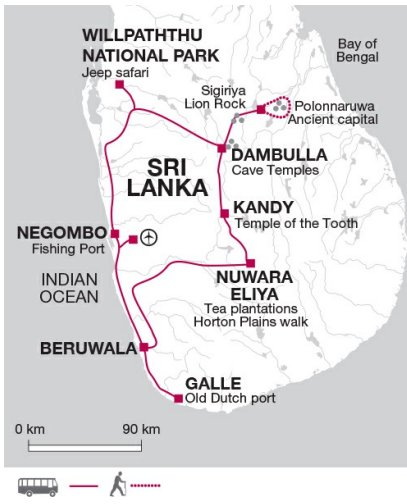 WILLPATHTHU
NATIONAL PARK
Jeep safari
Bay of
Bengal
Sigiriya
Lion Rock
Polonnaruwa
Ancient capital
DAMBULLA
Cave Temples
SRI
LANKA
KANDY
Temple of the Tooth
NEGOMBO
Fishing Port
INDIAN
OCEAN
NUWARA
ELIYA
Tea plantations
Horton Plains walk
BERUWALA
GALLE
Old Dutch port
0 km
90 km